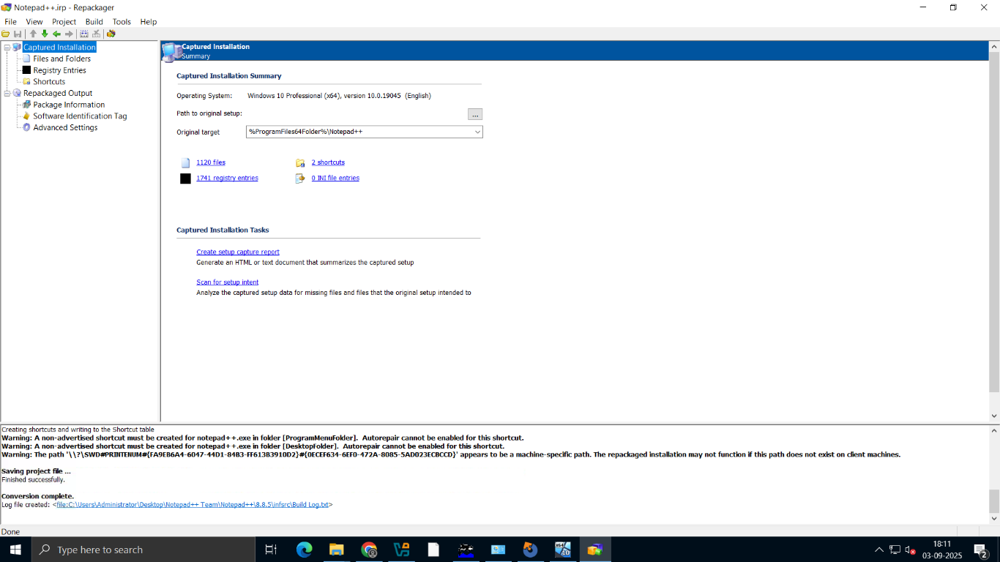 Notepad++.irp - Repackager
File View Project Build Tools Help
Captured Installation
Files and Folders
Registry Entries
Shortcuts
Repackaged Output
Package Information
Software Identification Tag
Advanced Settings
Captured Installation
Summary
Captured Installation Summary
Operating System: Windows 10 Professional (x64), version 10.0.19045 (English)
Path to original setup: ...
Original target %ProgramFiles64Folder%\Notepad++
1120 files 2 shortcuts
1741 registry entries 0 INI file entries
Captured Installation Tasks
Create setup capture report
Generate an HTML or text document that summarizes the captured setup
Scan for setup intent
Analyze the captured setup data for missing files and files that the original setup intended to
Creating shortcuts and writing to the Shortcut table
Warning: A non-advertised shortcut must be created for notepad++.exe in folder [ProgramMenuFolder]. Autorepair cannot be enabled for this shortcut.
Warning: A non-advertised shortcut must be created for notepad++.exe in folder [DesktopFolder]. Autorepair cannot be enabled for this shortcut.
Warning: The path '\\?\SWD#PRINTENUM#{FA9EB6A4-6047-44D1-84B3-FF613B3910D2}#{0ECEF634-6EF0-472A-8085-5AD023ECBCCD}' appears to be a machine-specific path. The repackaged installation may not function if this path does not exist on client machines.
Saving project file ...
Finished successfully.
Conversion complete.
Log file created: <file:C:\Users\Administrator\Desktop\Notepad++ Team\Notepad++\8.8.5\infsrc\Build Log.txt>
Done
Type here to search
x64
10
18:11
03-09-2025
2